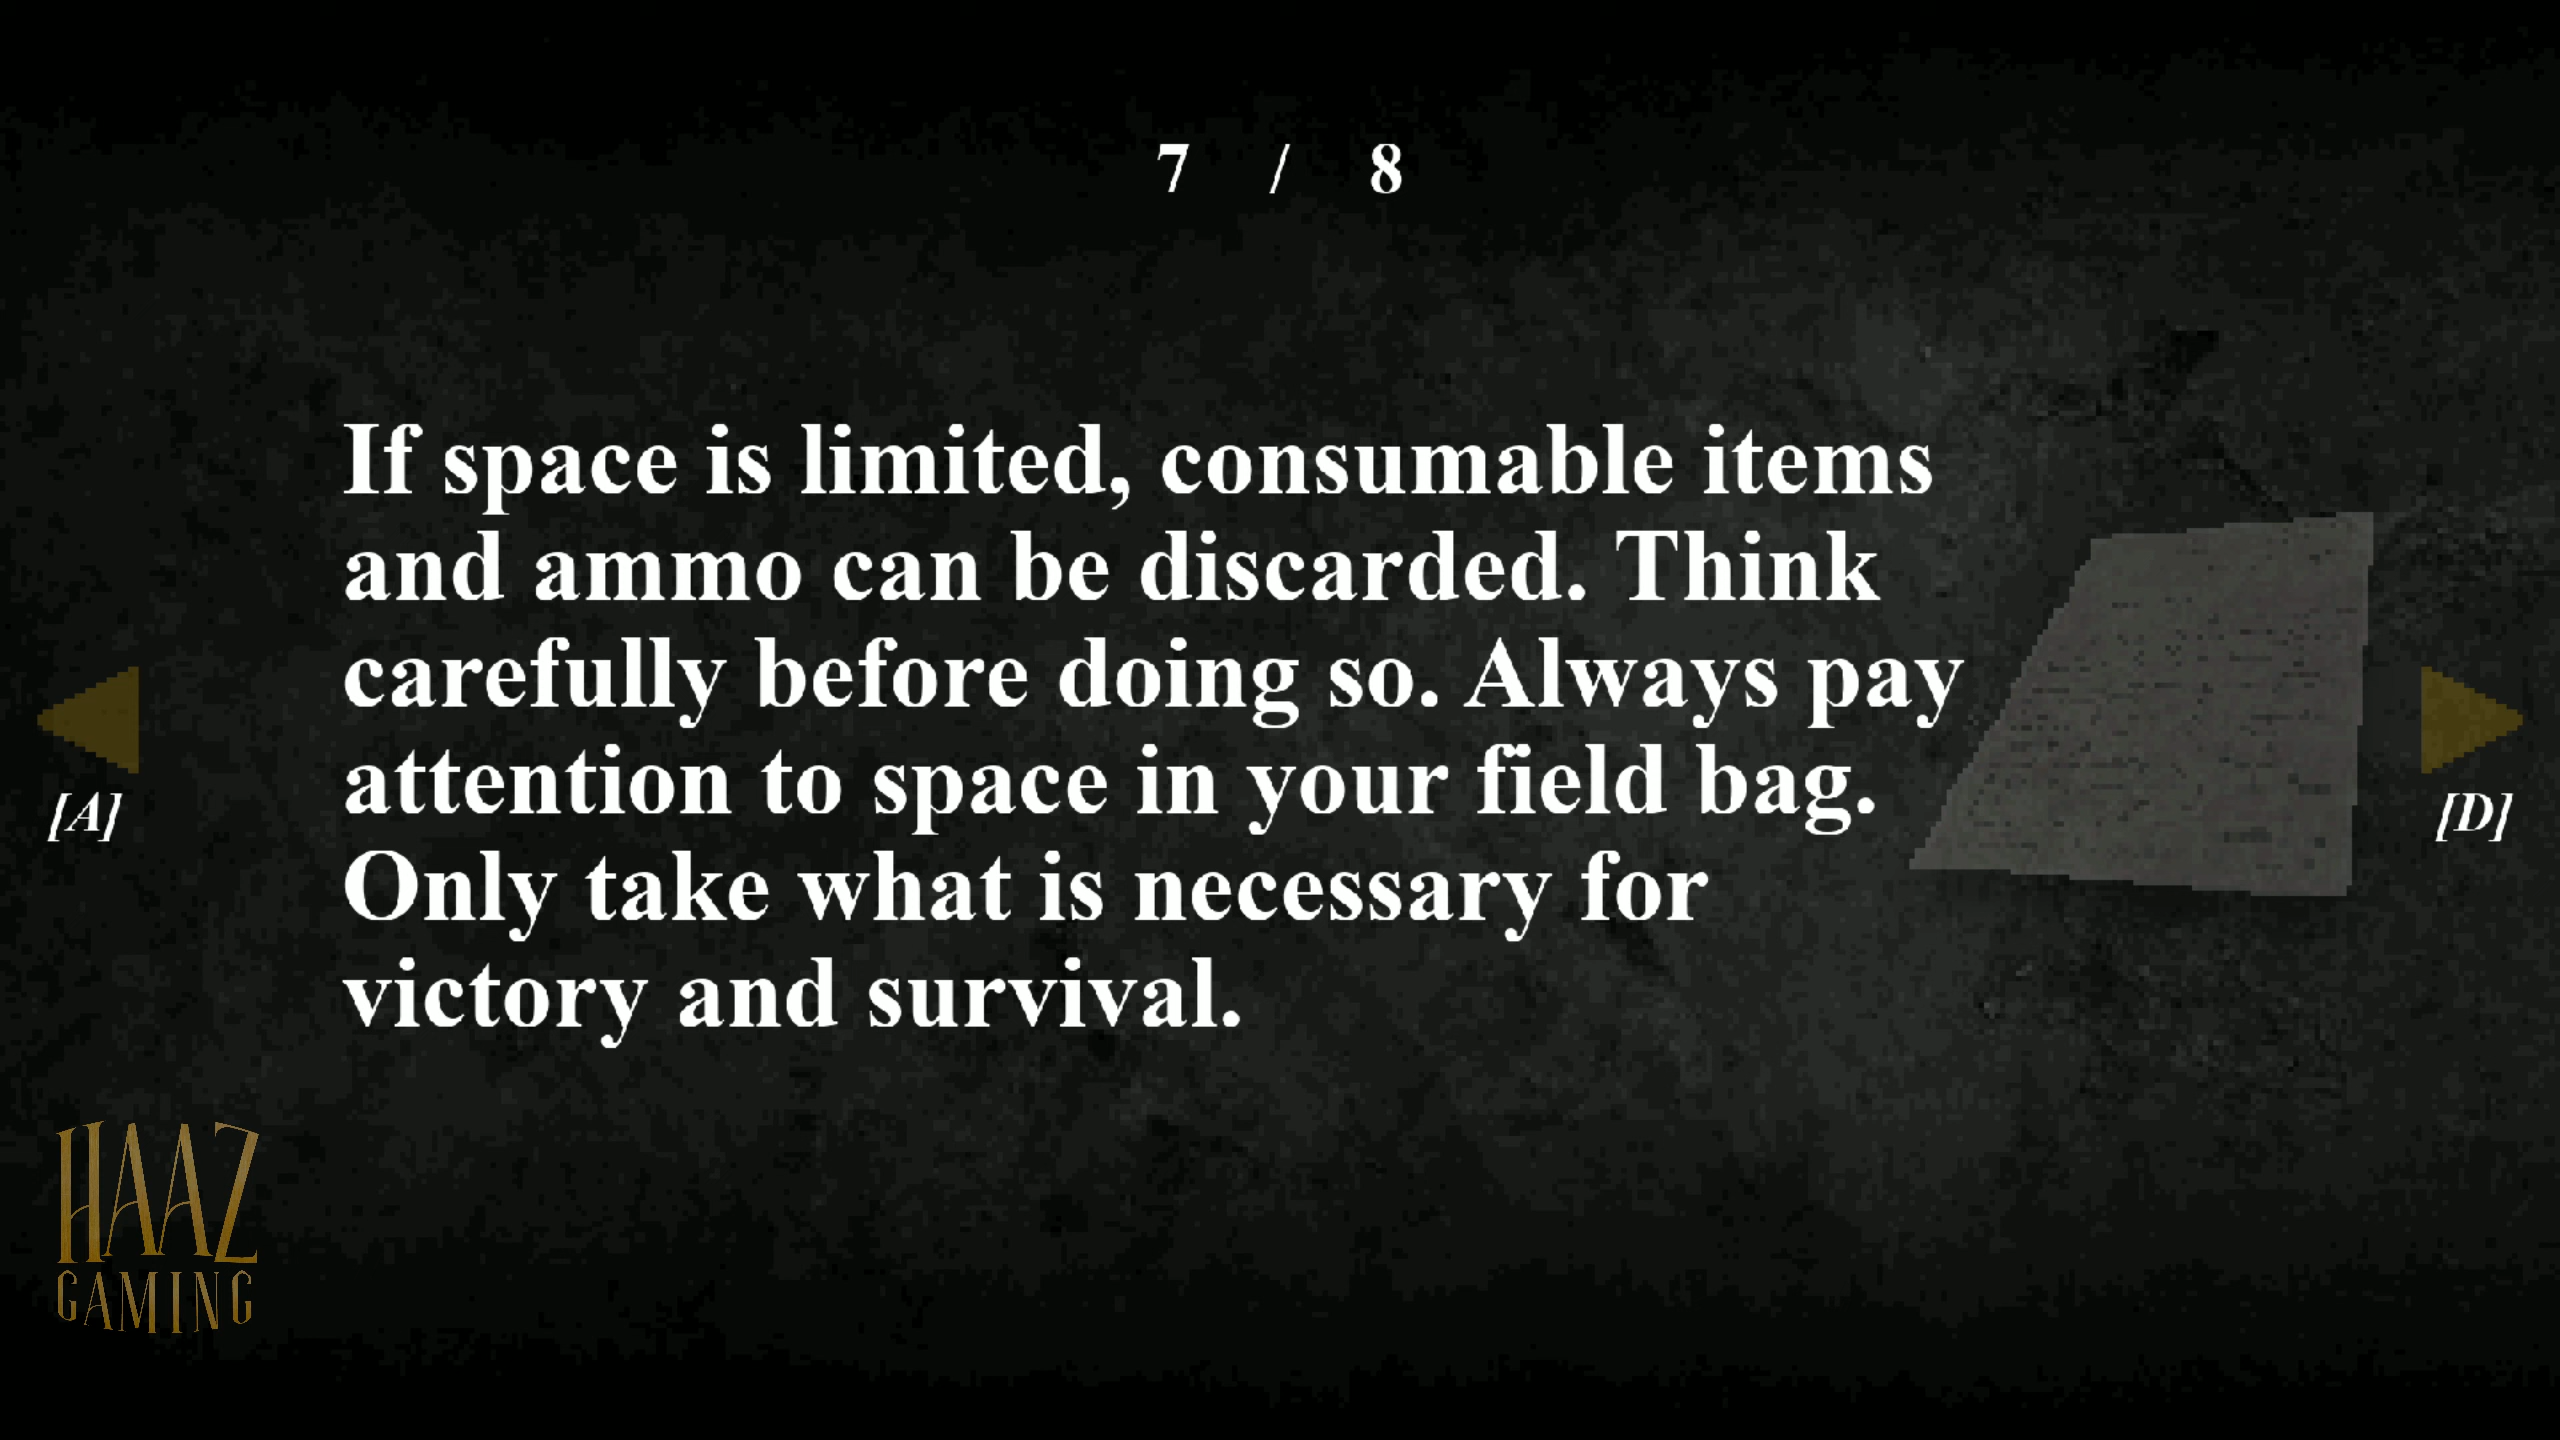 7 / 8
If space is limited, consumable items
and ammo can be discarded. Think
carefully before doing so. Always pay
attention to space in your field bag.
Only take what is necessary for
victory and survival.
[A]
[D]
HAAZ
GAMING